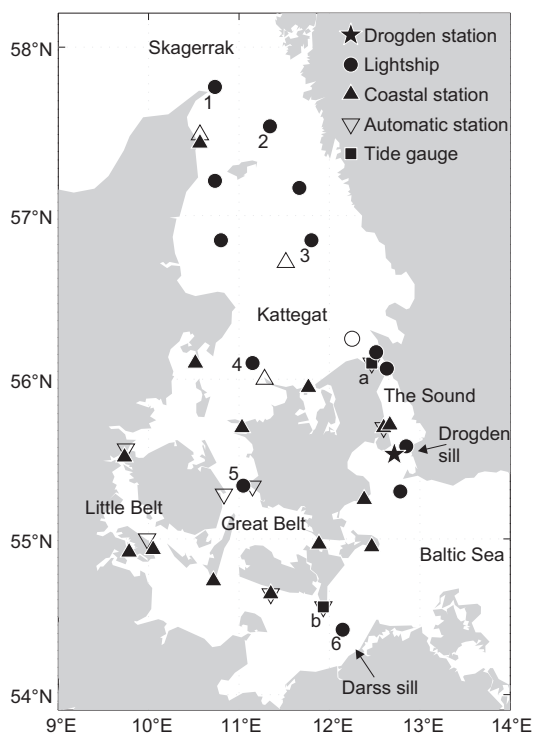 58°N
57°N
56°N
55°N
54°N
9°E
10°E
11°E
12°E
13°E
14°E
Skagerrak
Drogden station
Lightship
Coastal station
Automatic station
Tide gauge
1
2
3
Kattegat
4
a
The Sound
Drogden
sill
5
Little Belt
Great Belt
Baltic Sea
b
6
Darss sill